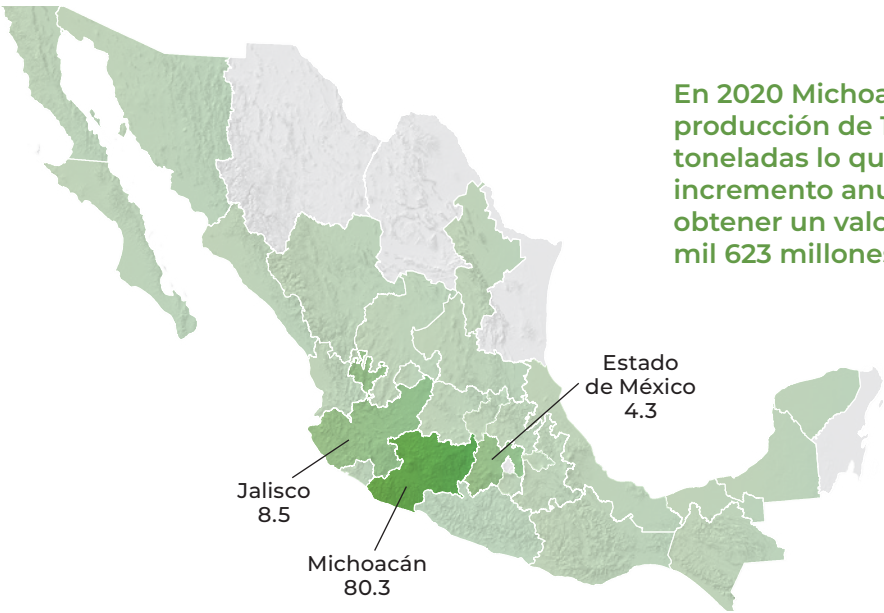 En 2020 Michoa
producción de 1
toneladas lo qu
incremento anu
obtener un valo
mil 623 millones
Estado
de México
4.3
Jalisco
8.5
Michoacán
80.3